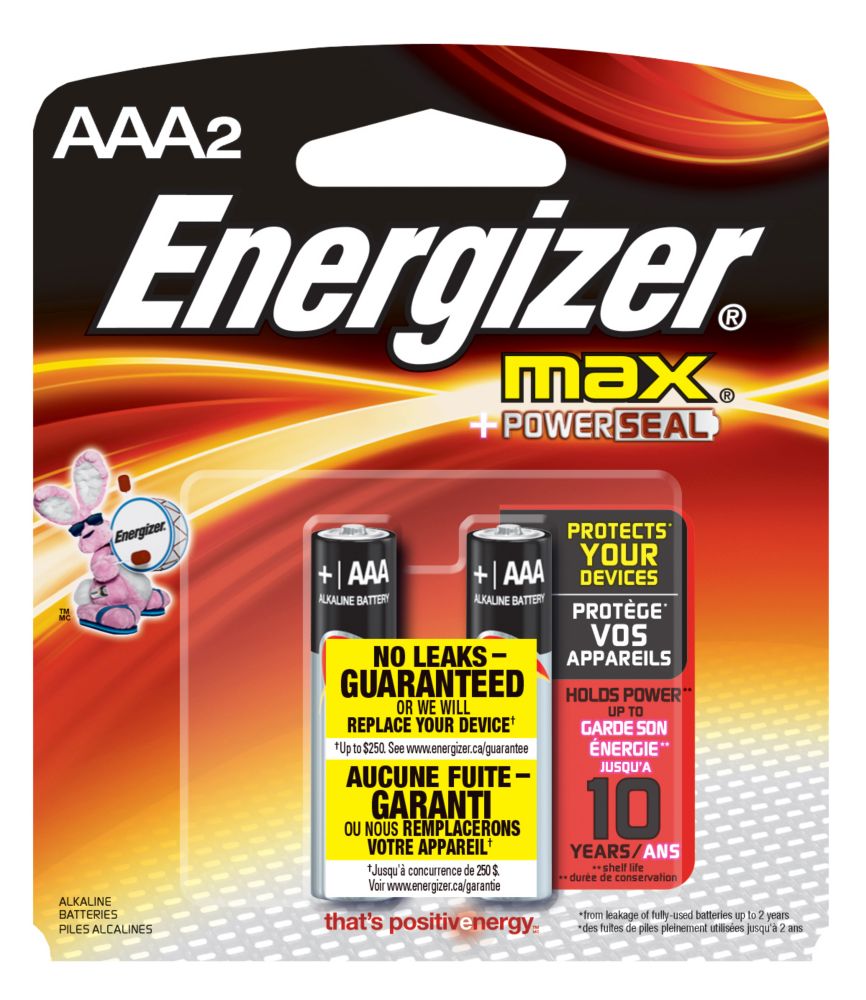 AAA2
Energizer®
max®
+POWERSEAL
Energizer.
TM
MC
+ | AAA
ALKALINE BATTERY
+ | AAA
ALKALINE BATTERY
PROTECTS*
YOUR
DEVICES
PROTÈGE*
VOS
APPAREILS
HOLDS POWER**
UP TO
GARDE SON
ÉNERGIE**
JUSQU'A
10
YEARS/ANS
**shelf life
**durée de conservation
NO LEAKS –
GUARANTEED
OR WE WILL
REPLACE YOUR DEVICE†
†Up to $250. See www.energizer.ca/guarantee
AUCUNE FUITE –
GARANTI
OU NOUS REMPLACERONS
VOTRE APPAREIL†
†Jusqu'à concurrence de 250 $.
Voir www.energizer.ca/garantie
ALKALINE
BATTERIES
PILES ALCALINES
that's positivenergy.
*from leakage of fully-used batteries up to 2 years
*des fuites de piles pleinement utilisées jusqu'à 2 ans